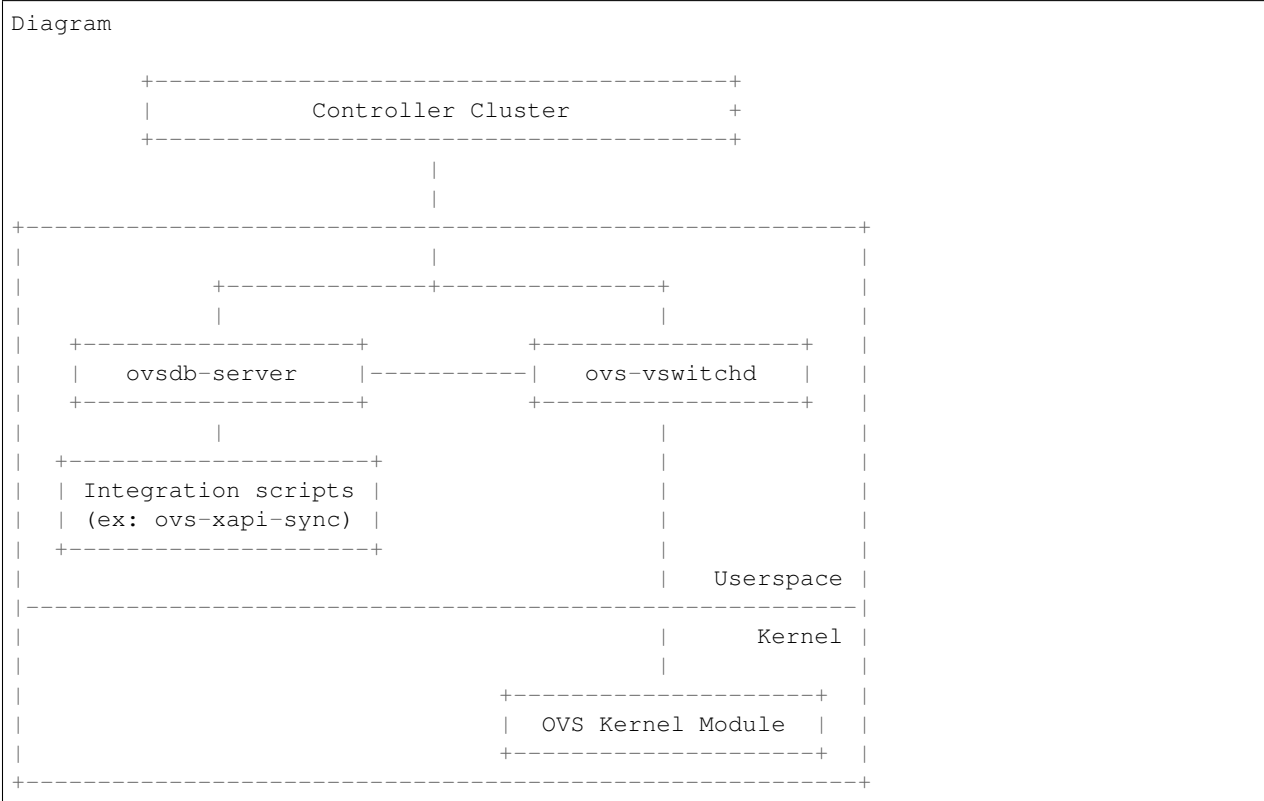 Diagram
Controller Cluster
ovsdb-server
ovs-vswitchd
Integration scripts
(ex: ovs-xapi-sync)
Userspace
Kernel
OVS Kernel Module